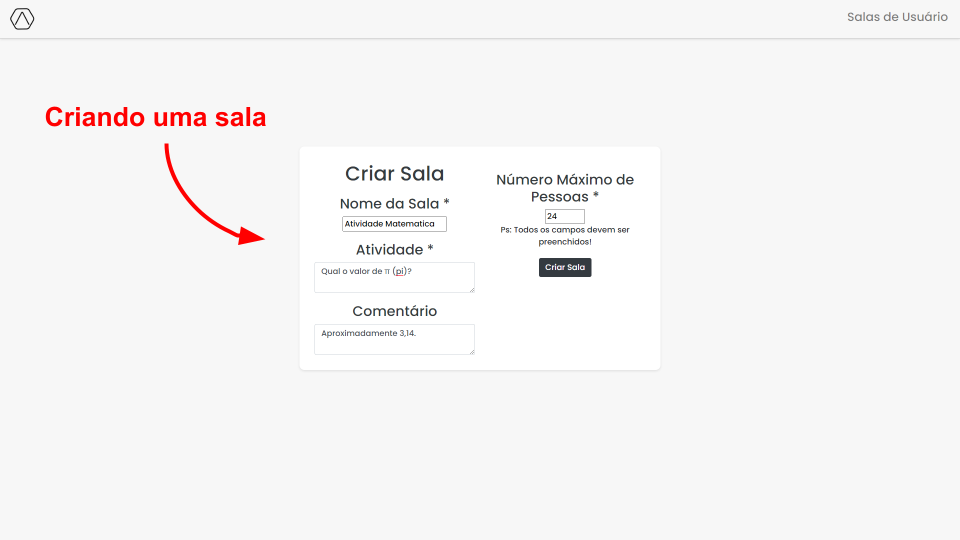 Salas de Usuário
Criando uma sala
Criar Sala
Nome da Sala *
Atividade Matematica
Atividade *
Qual o valor de π (pi)?
Comentário
Aproximadamente 3,14.
Número Máximo de
Pessoas *
24
Ps: Todos os campos devem ser
preenchidos!
Criar Sala